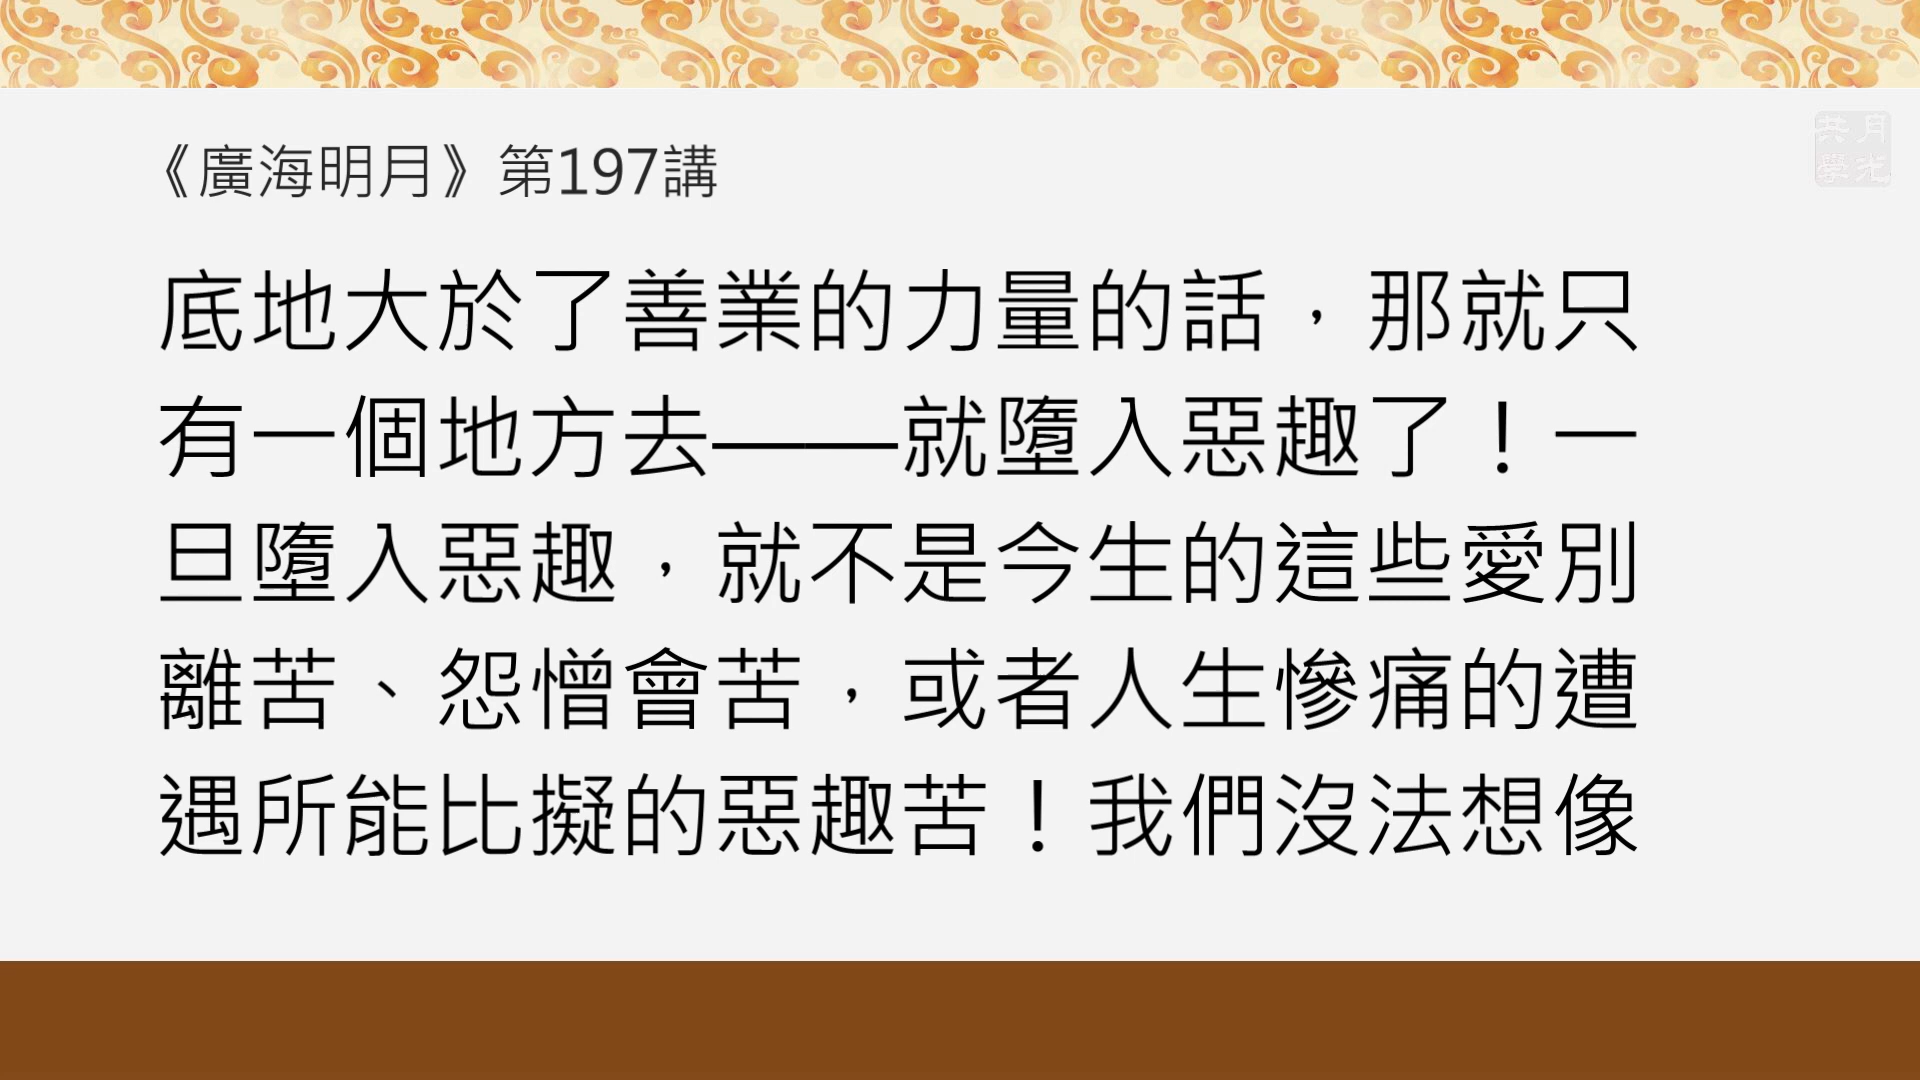 《廣海明月》第197講
月光
共學
底地大於了善業的力量的話，那就只
有一個地方去——就墮入惡趣了！一
旦墮入惡趣，就不是今生的這些愛別
離苦、怨憎會苦，或者人生慘痛的遭
遇所能比擬的惡趣苦！我們沒法想像